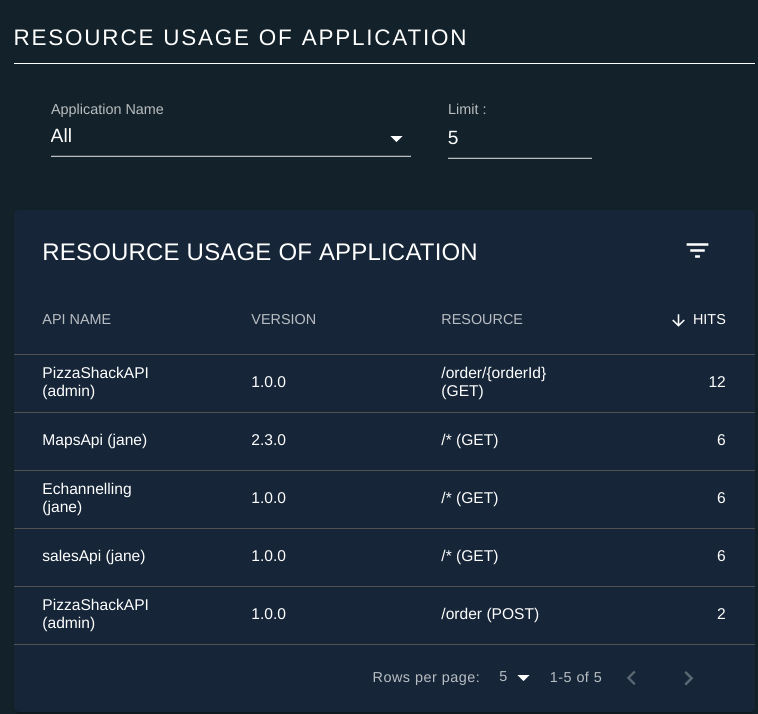 RESOURCE USAGE OF APPLICATION
Application Name
Limit :
All
5
RESOURCE USAGE OF APPLICATION
API NAME VERSION RESOURCE HITS
PizzaShackAPI
(admin)
1.0.0
/order/{orderId}
(GET)
12
MapsApi (jane) 2.3.0 /* (GET) 6
Echannelling
(jane)
1.0.0
/* (GET)
6
salesApi (jane) 1.0.0 /* (GET) 6
PizzaShackAPI
(admin)
1.0.0
/order (POST)
2
Rows per page: 5 1-5 of 5